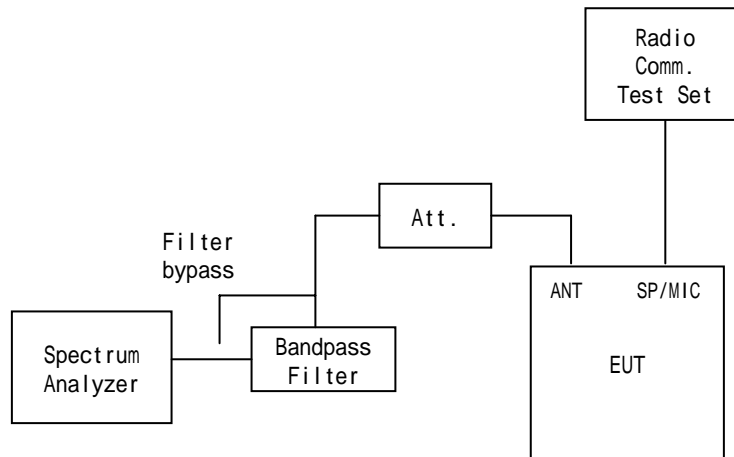 Radio
Comm.
Test Set
Att.
Filter
bypass
ANT SP/MIC
Spectrum
Analyzer
Bandpass
Filter
EUT